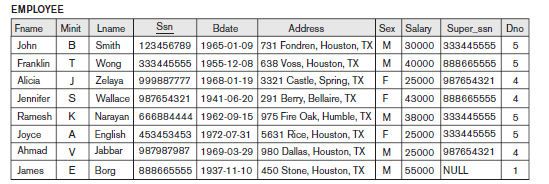 EMPLOYEE
Fname Minit Lname Ssn Bdate Address Sex Salary Super_ssn Dno
John B Smith 123456789 1965-01-09 731 Fondren, Houston, TX M 30000 333445555 5
Franklin T Wong 333445555 1955-12-08 638 Voss, Houston, TX M 40000 888665555 5
Alicia J Zelaya 999887777 1968-01-19 3321 Castle, Spring, TX F 25000 987654321 4
Jennifer S Wallace 987654321 1941-06-20 291 Berry, Bellaire, TX F 43000 888665555 4
Ramesh K Narayan 666884444 1962-09-15 975 Fire Oak, Humble, TX M 38000 333445555 5
Joyce A English 453453453 1972-07-31 5631 Rice, Houston, TX F 25000 333445555 5
Ahmad V Jabbar 987987987 1969-03-29 980 Dallas, Houston, TX M 25000 987654321 4
James E Borg 888665555 1937-11-10 450 Stone, Houston, TX M 55000 NULL 1